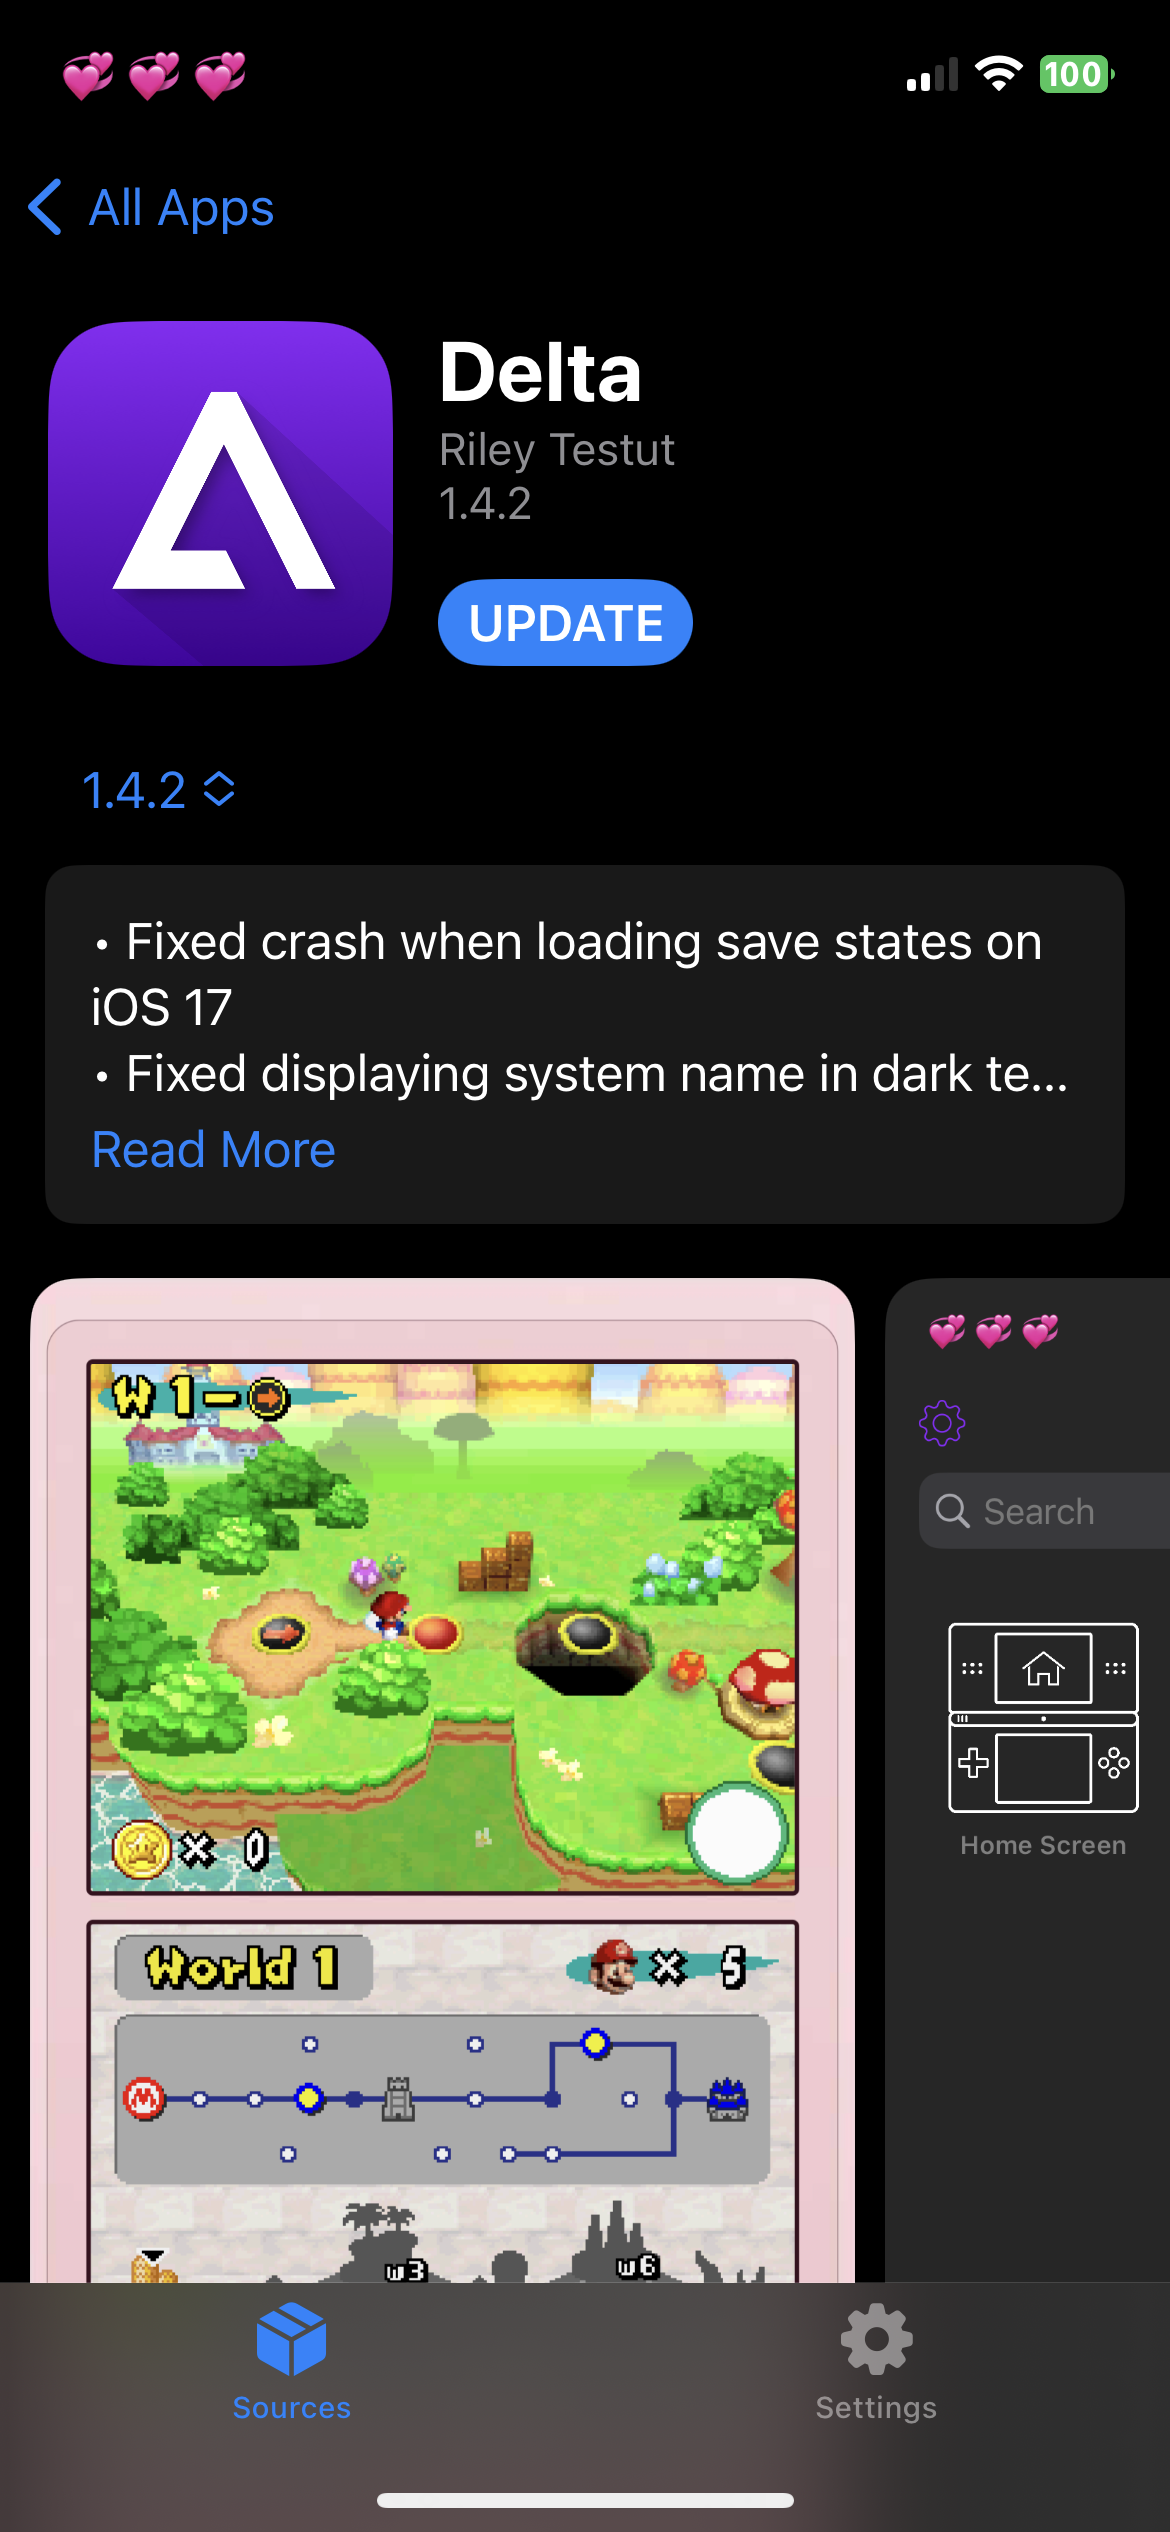 100
All Apps
Delta
Riley Testut
1.4.2
UPDATE
1.4.2
• Fixed crash when loading save states on
iOS 17
• Fixed displaying system name in dark te...
Read More
W 1-
× 0
World 1
× 5
M
w3
w6
Search
Home Screen
Sources
Settings